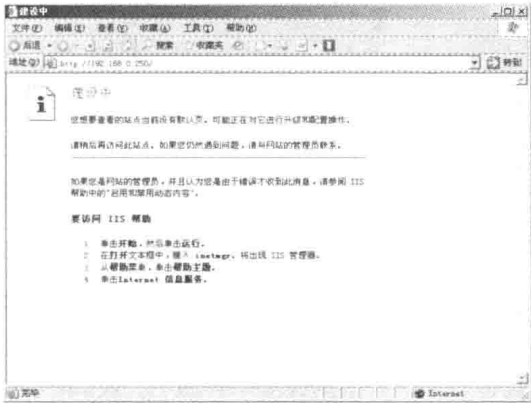 建设中
文件(F) 编辑(E) 查看(V) 收藏(A) 工具(T) 帮助(H)
后退 搜索 收藏夹
地址(D) http://192.168.0.250/ 转到
建设中
您想要查看的站点当前没有默认页。可能正在对它进行升级和配置操作。
请稍后再访问此站点。如果您仍然遇到问题，请与网站的管理员联系。
如果您是网站的管理员，并且认为您是由于错误才收到此消息，请参阅 IIS
帮助中的"启用和禁用动态内容"。
要访问 IIS 帮助
1. 单击开始，然后单击运行。
2. 在打开文本框中，键入 inetmgr。将出现 IIS 管理器。
3. 从帮助菜单，单击帮助主题。
4. 单击Internet 信息服务。
完毕 Internet